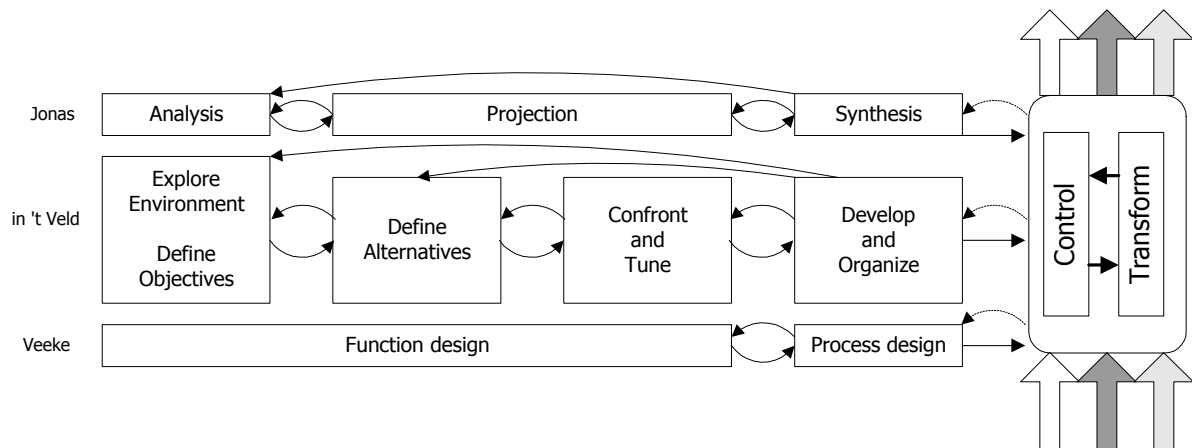 Jonas
Analysis
Projection
Synthesis
in 't Veld
Explore
Environment
Define
Objectives
Define
Alternatives
Confront
and
Tune
Develop
and
Organize
Control
Transform
Veeke
Function design
Process design